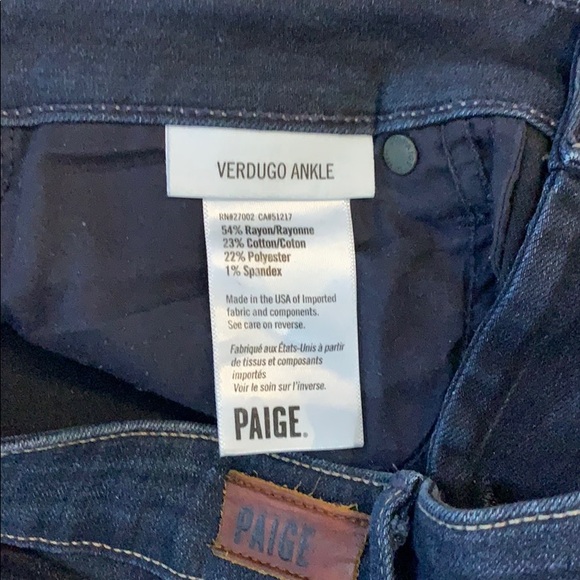 VERDUGO ANKLE
RN#27002 CA#51217
54% Rayon/Rayonne
23% Cotton/Coton
22% Polyester
1% Spandex
Made in the USA of Imported
fabric and components.
See care on reverse.
Fabriqué aux États-Unis à partir
de tissus et composants
importés
Voir le soin sur l'inverse.
PAIGE.
PAIGE